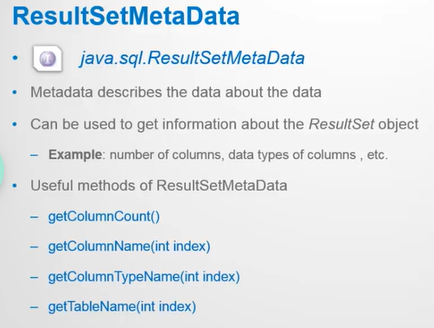 ResultSetMetaData
• java.sql.ResultSetMetaData
• Metadata describes the data about the data
• Can be used to get information about the ResultSet object
– Example: number of columns, data types of columns , etc.
• Useful methods of ResultSetMetaData
– getColumnCount()
– getColumnName(int index)
– getColumnTypeName(int index)
– getTableName(int index)